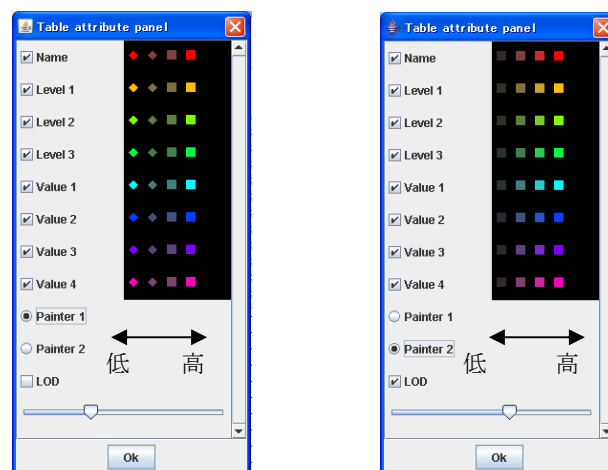 Table attribute panel
Name
Level 1
Level 2
Level 3
Value 1
Value 2
Value 3
Value 4
Painter 1
Painter 2
低 高
LOD
Ok
Table attribute panel
Name
Level 1
Level 2
Level 3
Value 1
Value 2
Value 3
Value 4
Painter 1
Painter 2
低 高
LOD
Ok